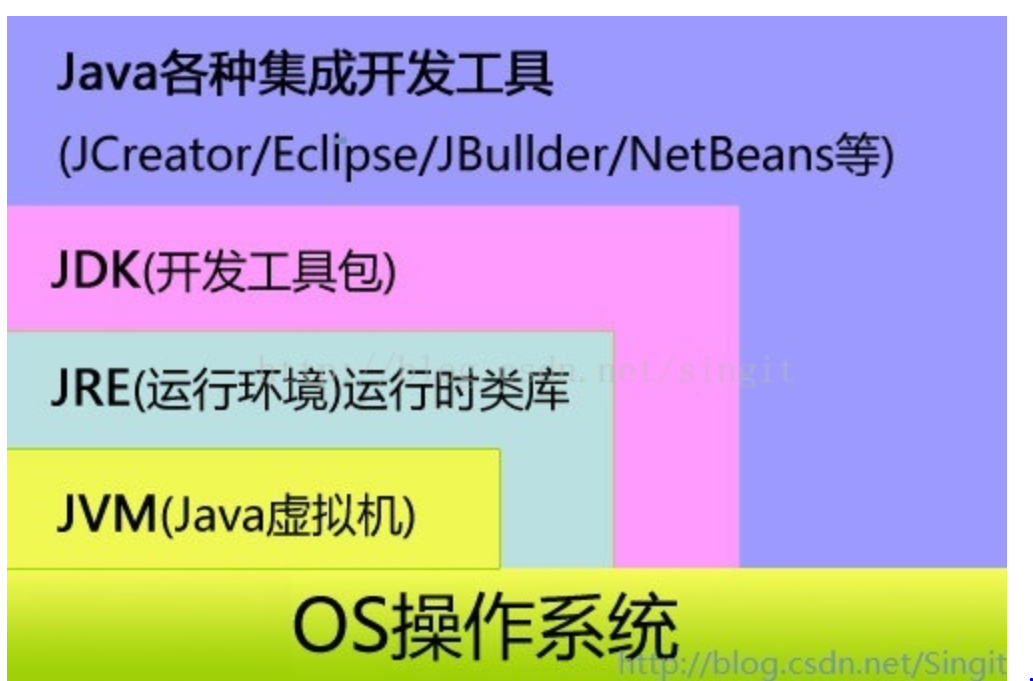 Java各种集成开发工具
(JCreator/Eclipse/JBullder/NetBeans等)
JDK(开发工具包)
http://blog.csdn.net/singit
JRE(运行环境)运行时类库
JVM(Java虚拟机)
OS操作系统
http://blog.csdn.net/Singit